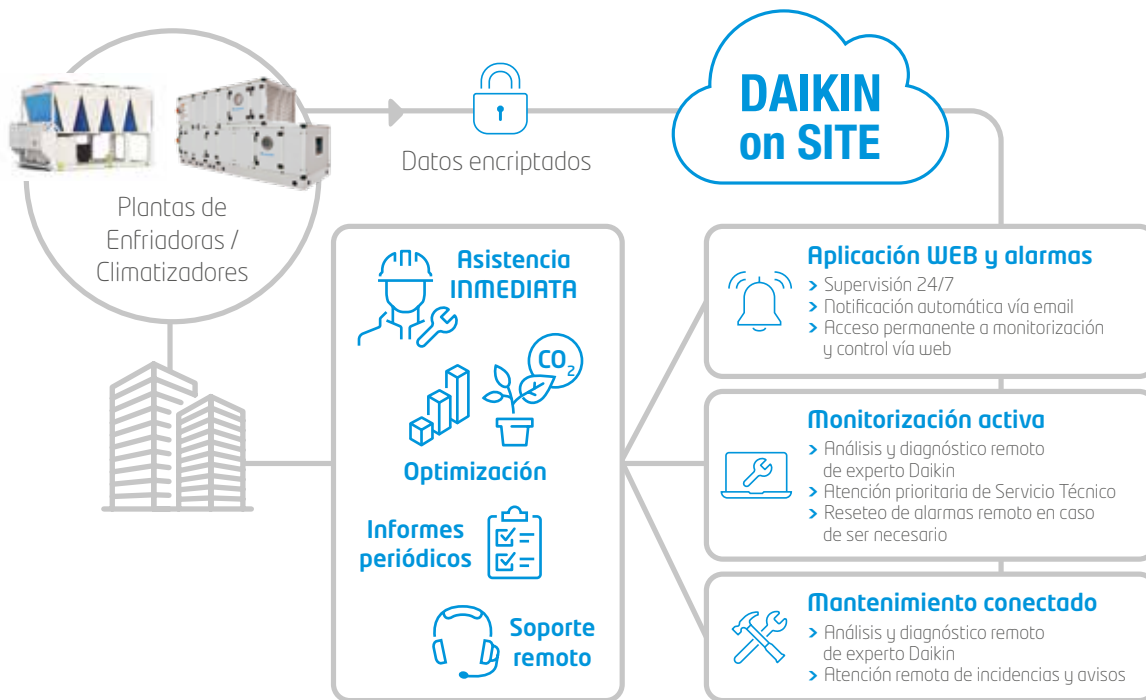 DAIKIN
on SITE
Datos encriptados
Plantas de
Enfriadoras /
Climatizadores
Asistencia
INMEDIATA
CO2
Optimización
Informes
periódicos
Soporte
remoto
Aplicación WEB y alarmas
> Supervisión 24/7
> Notificación automática vía email
> Acceso permanente a monitorización
y control vía web
Monitorización activa
> Análisis y diagnóstico remoto
de experto Daikin
> Atención prioritaria de Servicio Técnico
> Reseteo de alarmas remoto en caso
de ser necesario
Mantenimiento conectado
> Análisis y diagnóstico remoto
de experto Daikin
> Atención remota de incidencias y avisos